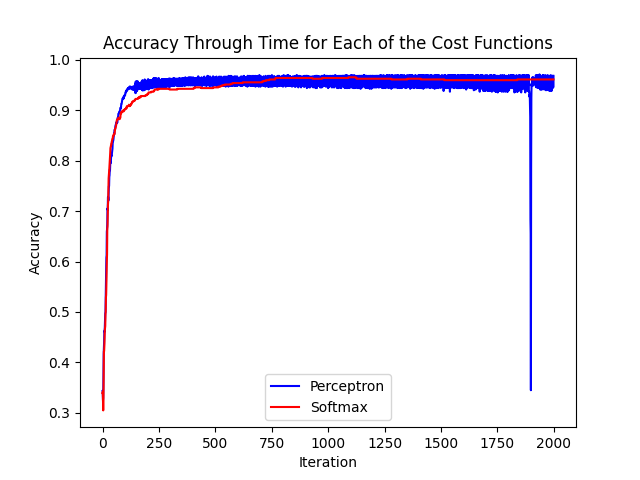 Accuracy Through Time for Each of the Cost Functions
1.0
0.9
0.8
0.7
0.6
0.5
0.4
0.3
Accuracy
Perceptron
Softmax
0 250 500 750 1000 1250 1500 1750 2000
Iteration